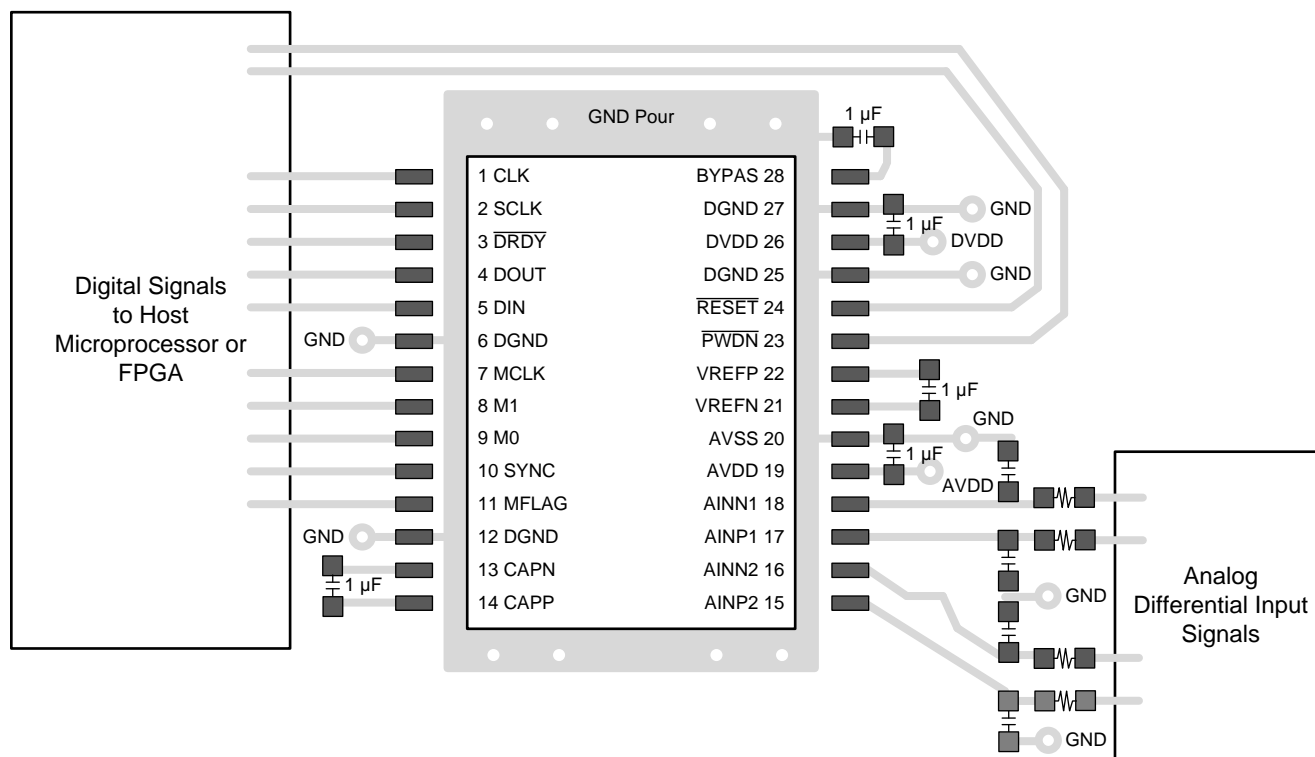 GND Pour
1 µF
1 CLK
BYPAS 28
2 SCLK
DGND 27
GND
1 µF
3 DRDY
DVDD 26
DVDD
4 DOUT
DGND 25
GND
Digital Signals
to Host
Microprocessor or
FPGA
5 DIN
RESET 24
GND
6 DGND
PWDN 23
7 MCLK
VREFP 22
1 µF
8 M1
VREFN 21
GND
9 M0
AVSS 20
1 µF
10 SYNC
AVDD 19
AVDD
11 MFLAG
AINN1 18
GND
12 DGND
AINP1 17
13 CAPN
AINN2 16
1 µF
14 CAPP
AINP2 15
GND
Analog
Differential Input
Signals
GND